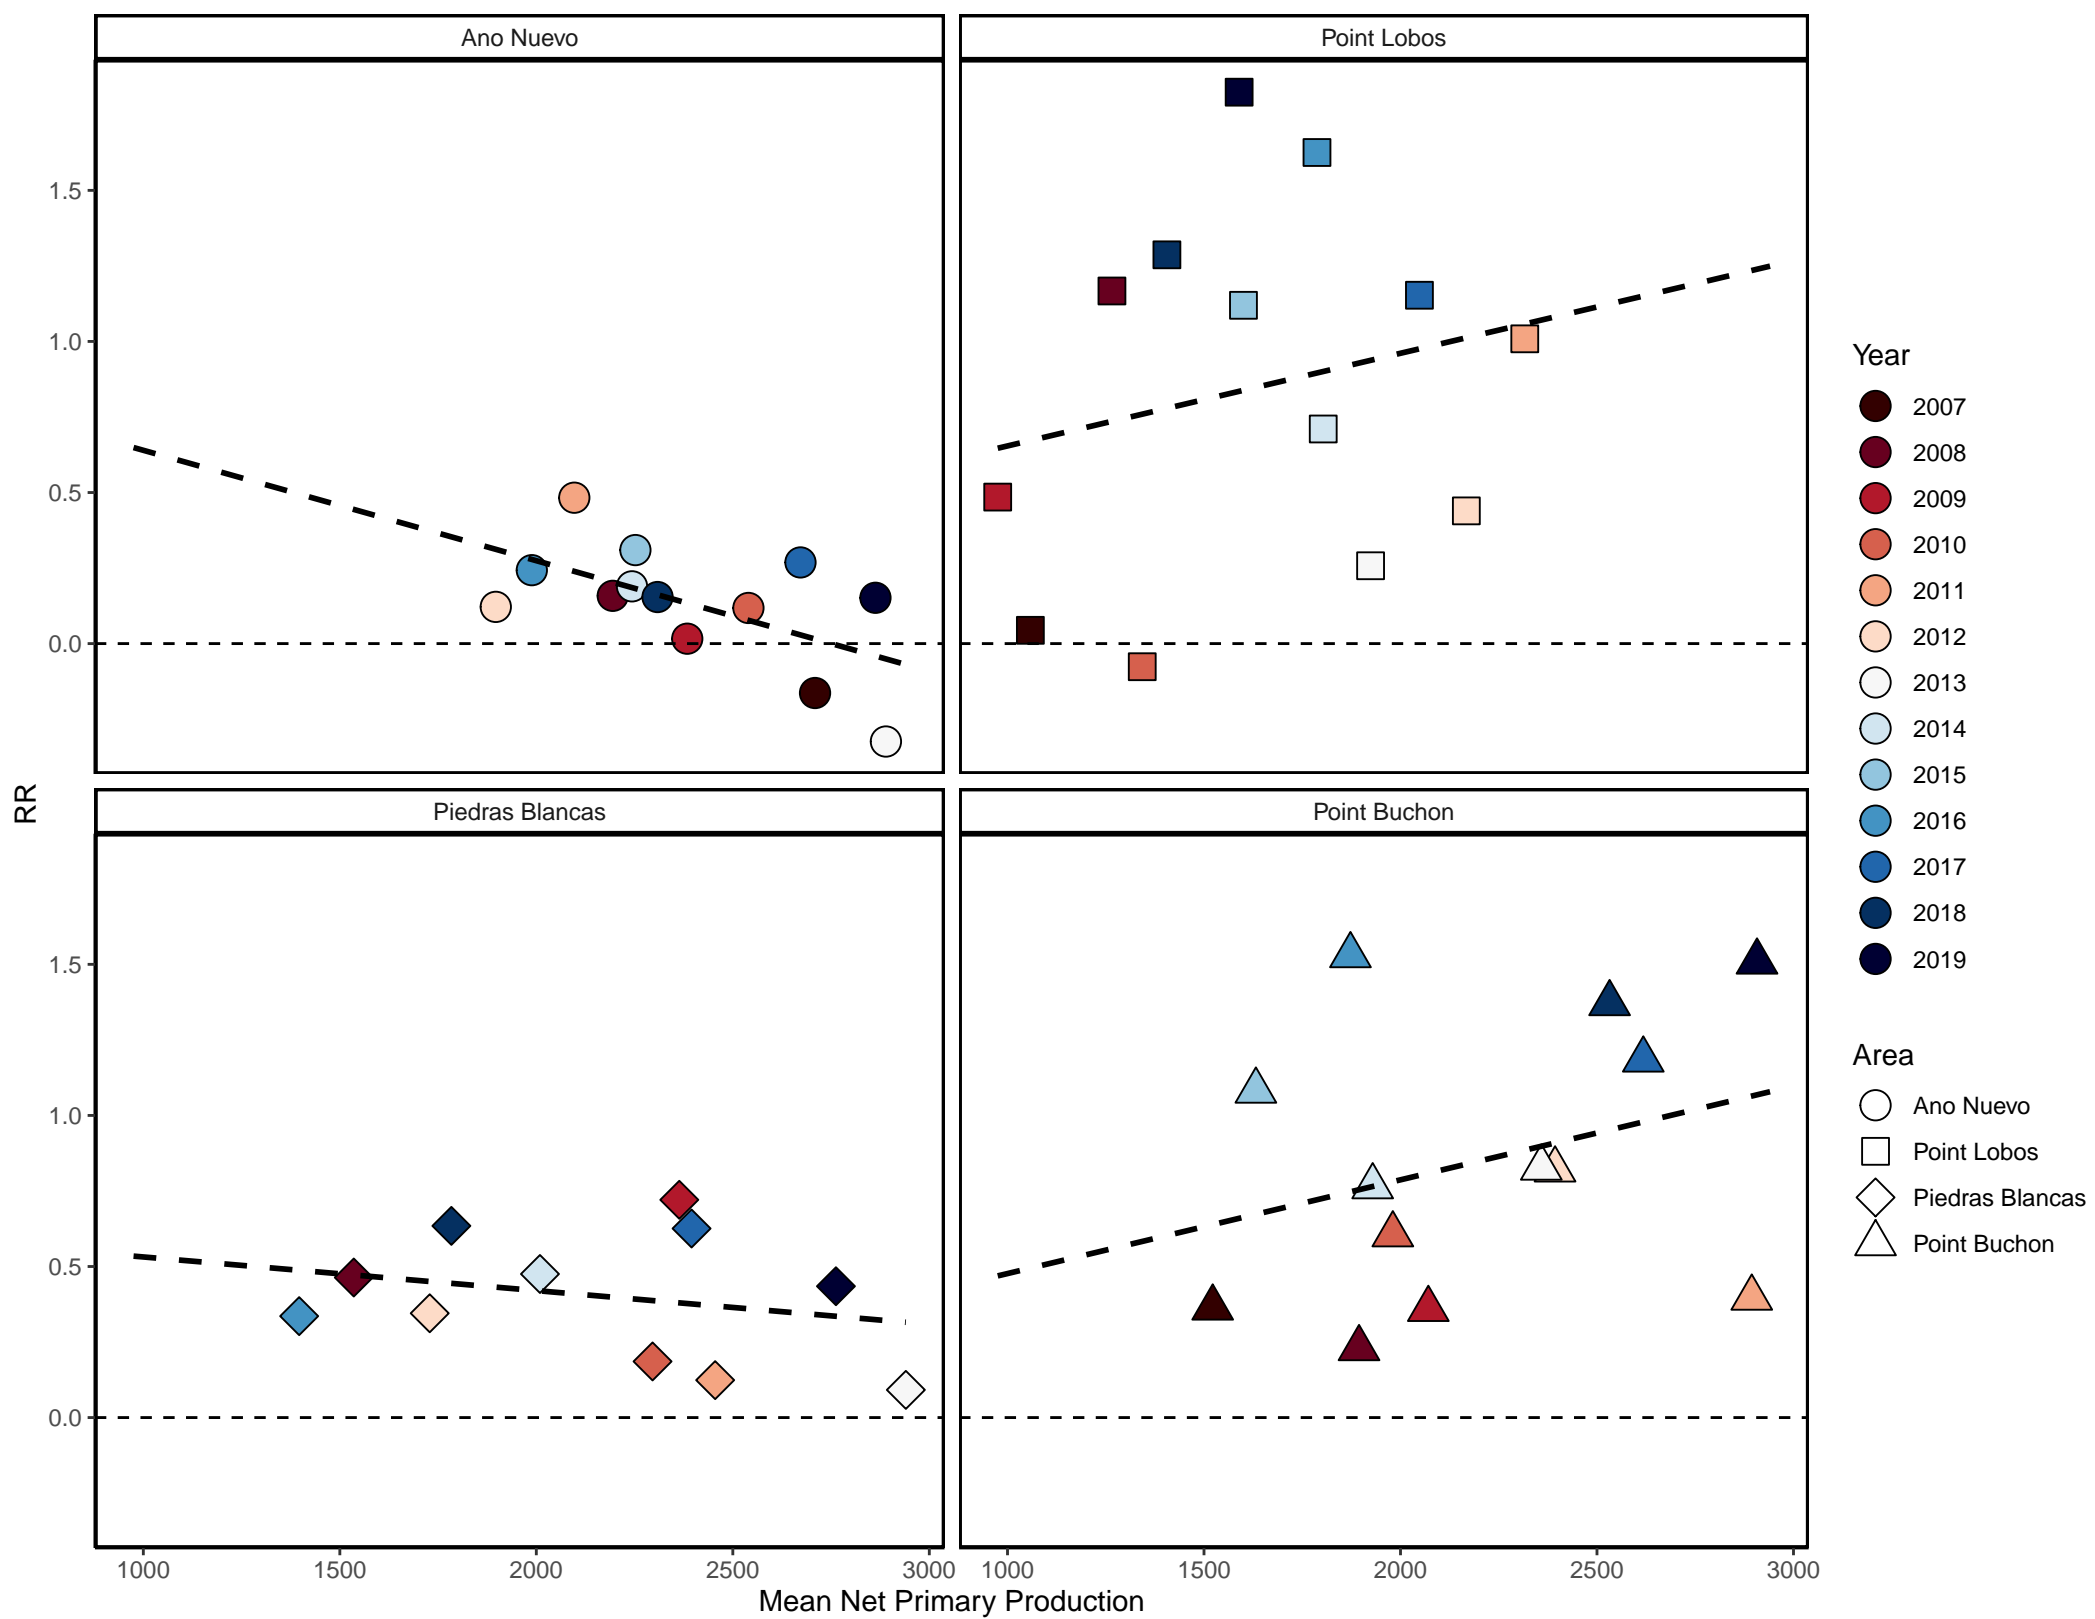 Ano Nuevo
Point Lobos
1.5
1.0
0.5
0.0
Piedras Blancas
Point Buchon
1.5
1.0
0.5
0.0
1000 1500 2000 2500 3000
1000 1500 2000 2500 3000
Mean Net Primary Production
RR
Year
2007
2008
2009
2010
2011
2012
2013
2014
2015
2016
2017
2018
2019
Area
Ano Nuevo
Point Lobos
Piedras Blancas
Point Buchon